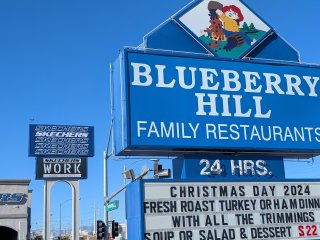 BLUEBERRY
HILL
FAMILY RESTAURANTS
24 HRS.
CHRISTMAS DAY 2024
FRESH ROAST TURKEY OR HAM DINN
WITH ALL THE TRIMMINGS
SOUP OR SALAD & DESSERT $22
SKECHERS
SKECHERS
SKECHERS
SKECHERS
WORK